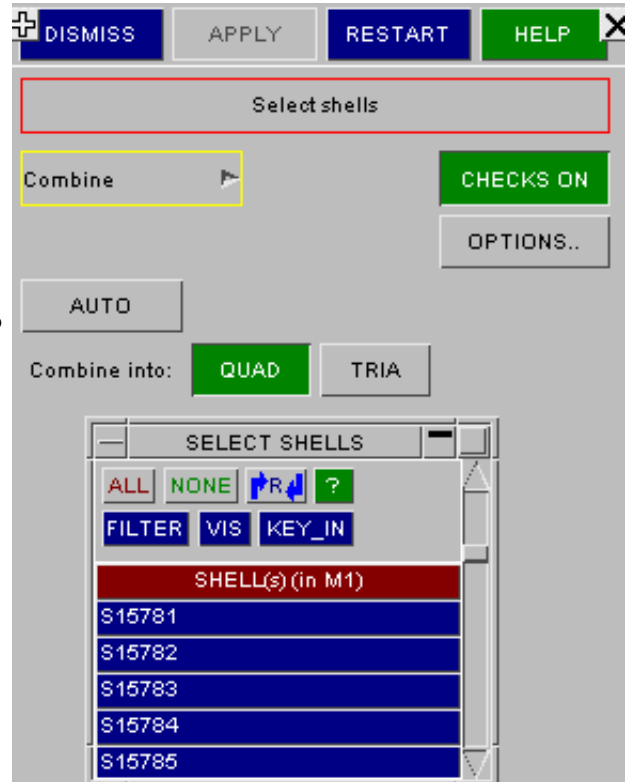 DISMISS APPLY RESTART HELP
Select shells
Combine CHECKS ON
OPTIONS..
AUTO
Combine into: QUAD TRIA
SELECT SHELLS
ALL NONE R ?
FILTER VIS KEY_IN
SHELL(s) (in M1)
S15781
S15782
S15783
S15784
S15785